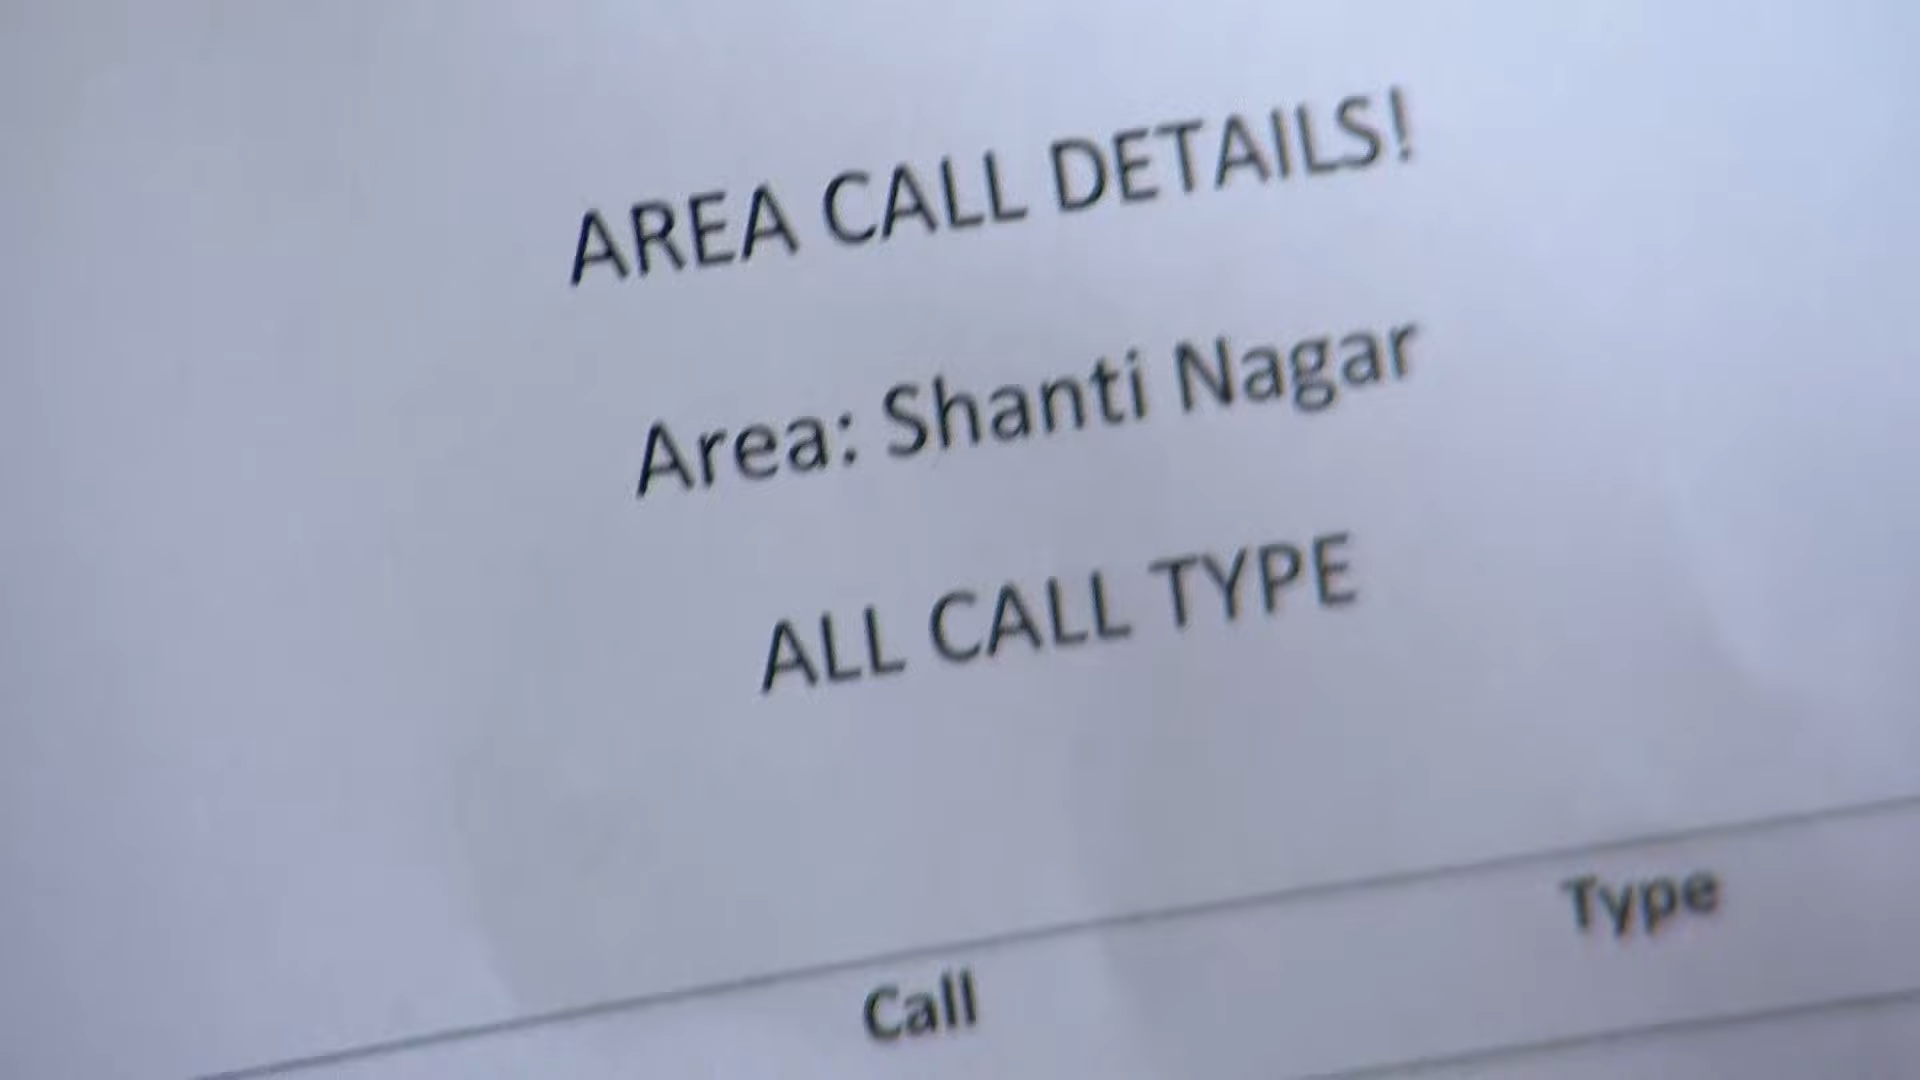 AREA CALL DETAILS!
Area: Shanti Nagar
ALL CALL TYPE
Call Type